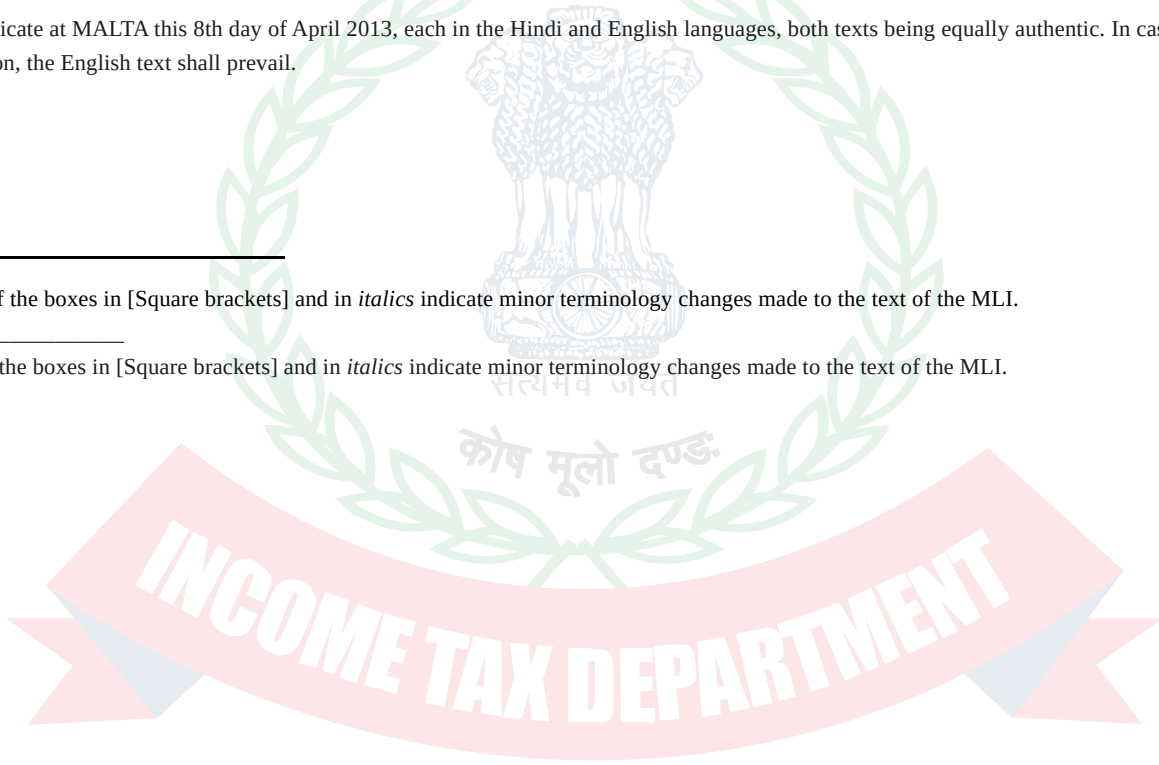 icate at MALTA this 8th day of April 2013, each in the Hindi and English languages, both texts being equally authentic. In cas
on, the English text shall prevail.
f the boxes in [Square brackets] and in italics indicate minor terminology changes made to the text of the MLI.
the boxes in [Square brackets] and in italics indicate minor terminology changes made to the text of the MLI.
सत्यमेव जयते
कोष मूलो दण्डः
INCOME TAX DEPARTMENT